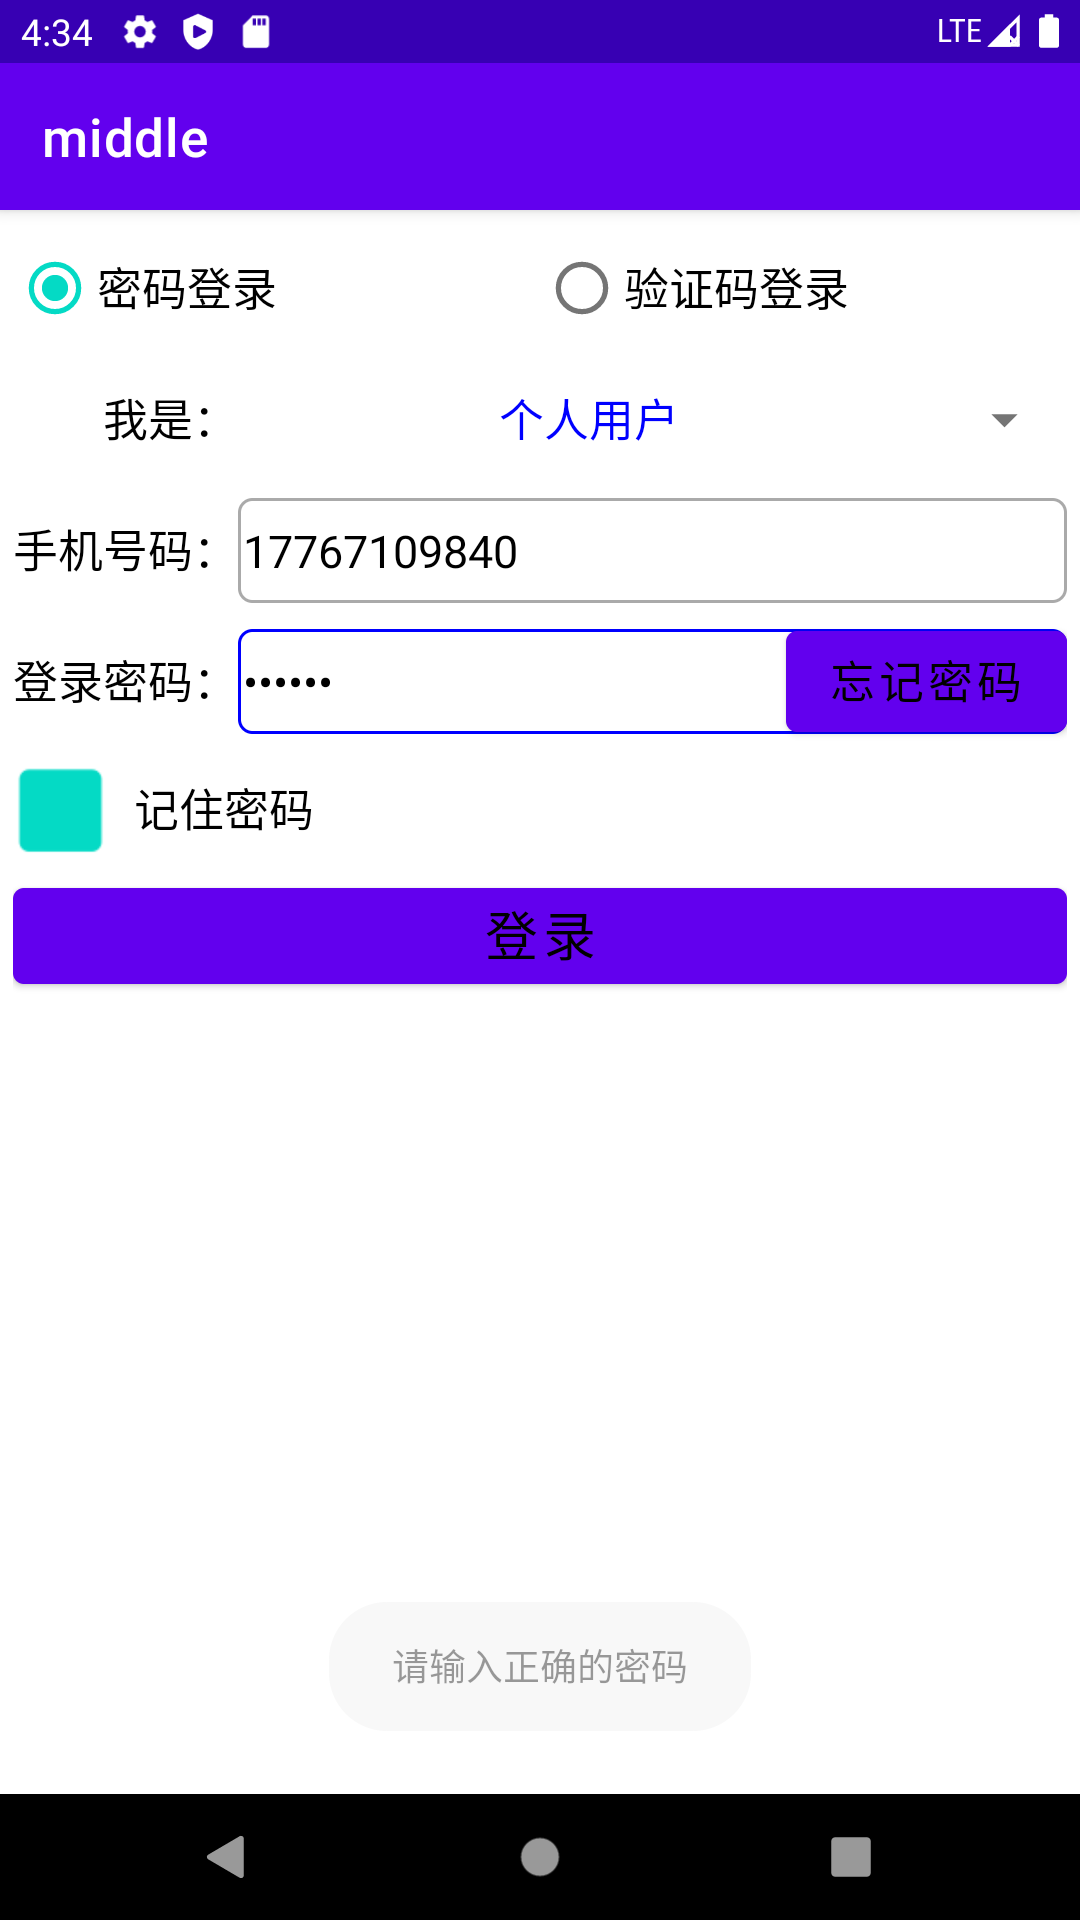 4:34 LTE
middle
密码登录 验证码登录
我是： 个人用户
手机号码： 17767109840
登录密码： •••••• 忘记密码
记住密码
登录
请输入正确的密码